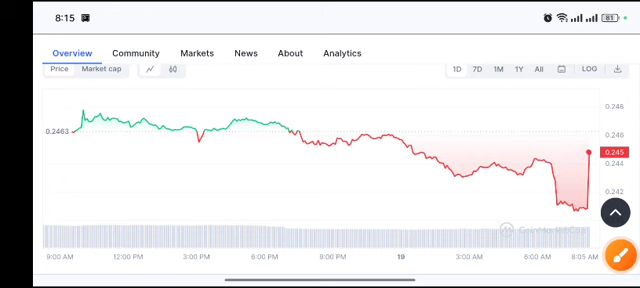 8:15
81
Overview Community Markets News About Analytics
Price Market cap 1D 7D 1M 1Y All LOG
0.248
0.2463
0.246
0.245
0.244
0.242
CoinMarketCap
9:00 AM 12:00 PM 3:00 PM 6:00 PM 9:00 PM 19 3:00 AM 6:00 AM 8:05 AM